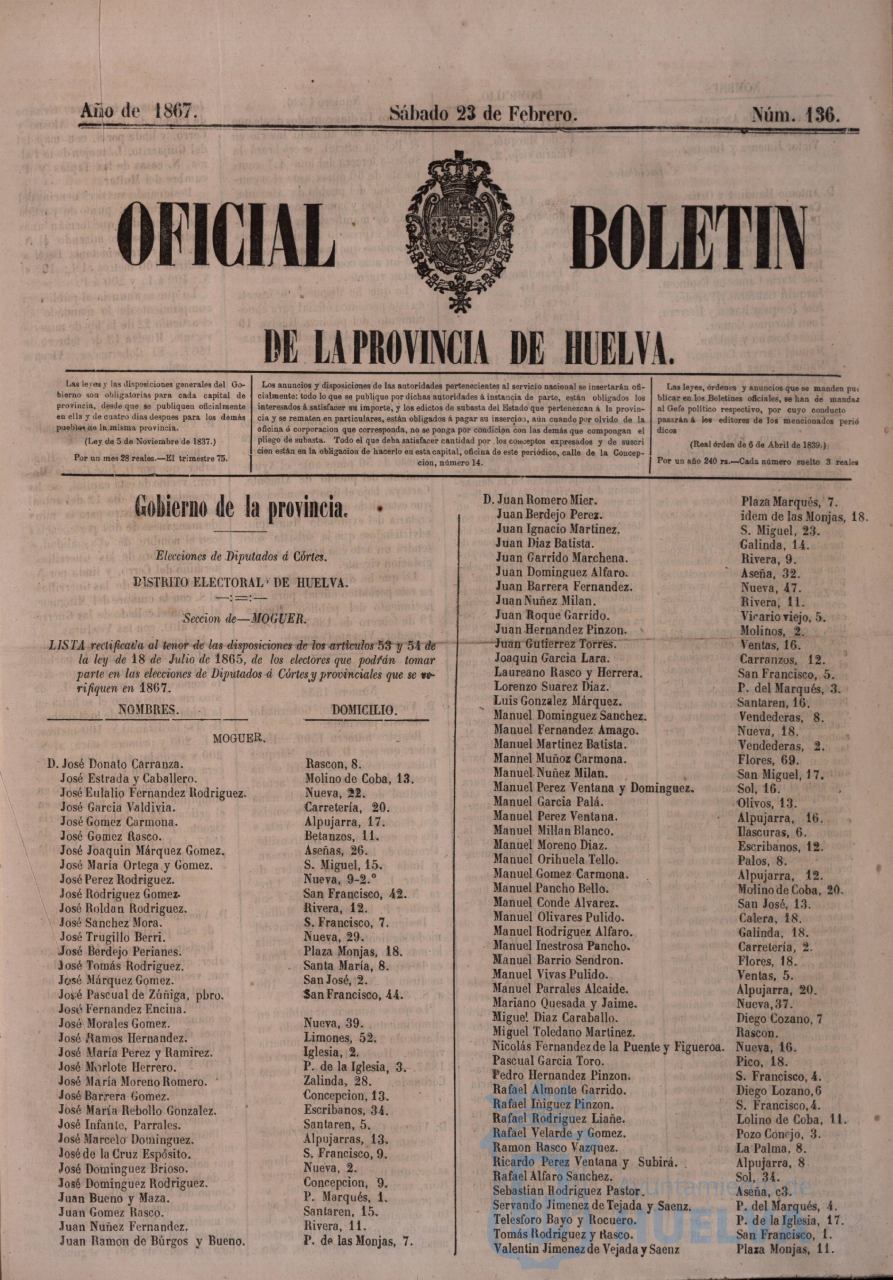 Año de 1867.
Sábado 23 de Febrero.
Núm. 136.
OFICIAL BOLETIN
DE LA PROVINCIA DE HUELVA.
Las leyes y las disposiciones generales del Go-
bierno son obligatorias para cada capital de
provincia, desde que se publiquen oficialmente
en ella y de cuatro dias despues para los demás
pueblos de la misma provincia.
(Ley de 5 de Noviembre de 1837.)
Por un mes 28 reales.—El trimestre 75.
Los anuncios y disposiciones de las autoridades pertenecientes al servicio nacional se insertarán ofi-
cialmente: todo lo que se publique por dichas autoridades á instancia de parte, están obligados los
interesados á satisfacer su importe, y los edictos de subasta del Estado que pertenezcan á la provin-
cia y se rematen en particulares, están obligados á pagar su insercion, aún cuando por olvido de la
oficina ó corporacion que corresponda, no se ponga por condicion con las demás que compongan el
pliego de subasta. Todo el que deba satisfacer cantidad por los conceptos expresados y de suscri
cien están en la obligacion de hacerlo en esta capital, oficina de este periódico, calle de la Concep-
cion, número 14.
Las leyes, órdenes y anuncios que se manden pu
blicar en los Boletines oficiales, se han de mandar
al Gefe político respectivo, por cuyo conducto
pasarán á los editores de los mencionados perió
dicos
(Real órden de 6 de Abril de 1839.)
Por un año 240 rs.—Cada número suelto 3 reales
Gobierno de la provincia.
Elecciones de Diputados á Córtes.
DISTRITO ELECTORAL DE HUELVA.
Seccion de—MOGUER.
LISTA rectificata al tenor de las disposiciones de los artículos 53 y 54 de
la ley de 18 de Julio de 1865, de los electores que podrán tomar
parte en las elecciones de Diputados á Córtes y provinciales que se ve-
rifiquen en 1867.
NOMBRES. DOMICILIO.
MOGUER.
D. José Donato Carranza. Rascon, 8.
José Estrada y Caballero. Molino de Coba, 13.
José Eulalio Fernandez Rodriguez. Nueva, 22.
José Garcia Valdivia. Carretería, 20.
José Gomez Carmona. Alpujarra, 17.
José Gomez Rasco. Betanzos, 11.
José Joaquin Márquez Gomez. Aseñas, 26.
José María Ortega y Gomez. S. Miguel, 15.
José Perez Rodriguez. Nueva, 9-2.º
José Rodriguez Gomez. San Francisco, 42.
José Roldan Rodriguez. Rivera, 12.
José Sanchez Mora. S. Francisco, 7.
José Trugillo Berri. Nueva, 29.
José Berdejo Perianes. Plaza Monjas, 18.
José Tomás Rodriguez. Santa María, 8.
José Márquez Gomez. San José, 2.
José Pascual de Zúñiga, pbro. San Francisco, 44.
José Fernandez Encina.
José Morales Gomez. Nueva, 39.
José Ramos Hernandez. Limones, 52.
José María Perez y Ramirez. Iglesia, 2.
José Morlote Herrero. P. de la Iglesia, 3.
José María Moreno Romero. Zalinda, 28.
José Barrera Gomez. Concepcion, 13.
José María Rebollo Gonzalez. Escribanos, 34.
José Infante, Parrales. Santaren, 5.
José Marcelo Dominguez. Alpujarras, 13.
José de la Cruz Espósito. S. Francisco, 9.
José Dominguez Brioso. Nueva, 2.
José Dominguez Rodriguez. Concepcion, 9.
Juan Bueno y Maza. P. Marqués, 1.
Juan Gomez Rasco. Santaren, 15.
Juan Nuñez Fernandez. Rivera, 11.
Juan Ramon de Búrgos y Bueno. P. de las Monjas, 7.
D. Juan Romero Mier. Plaza Marqués, 7.
Juan Berdejo Perez. idem de las Monjas, 18.
Juan Ignacio Martinez. S. Miguel, 23.
Juan Diaz Batista. Galinda, 14.
Juan Garrido Marchena. Rivera, 9.
Juan Dominguez Alfaro. Aseña, 32.
Juan Barrera Fernandez. Nueva, 47.
Juan Nuñez Milan. Rivera, 11.
Juan Roque Garrido. Vicario viejo, 5.
Juan Hernandez Pinzon. Molinos, 2.
Juan Gutierrez Torres. Ventas, 16.
Joaquin Garcia Lara. Carranzos, 12.
Laureano Rasco y Herrera. San Francisco, 5.
Lorenzo Suarez Diaz. P. del Marqués, 3.
Luis Gonzalez Márquez. Santaren, 16.
Manuel Dominguez Sanchez. Vendederas, 8.
Manuel Fernandez Amago. Nueva, 18.
Manuel Martinez Batista. Vendederas, 2.
Mannel Muñoz Carmona. Flores, 69.
Manuel Nuñez Milan. San Miguel, 17.
Manuel Perez Ventana y Dominguez. Sol, 16.
Manuel Garcia Palá. Olivos, 13.
Manuel Perez Ventana. Alpujarra, 16.
Manuel Millan Blanco. Ilascuras, 6.
Manuel Moreno Diaz. Escribanos, 12.
Manuel Orihuela Tello. Palos, 8.
Manuel Gomez Carmona. Alpujarra, 12.
Manuel Pancho Bello. Molino de Coba, 20.
Manuel Conde Alvarez. San José, 13.
Manuel Olivares Pulido. Calera, 18.
Manuel Rodriguez Alfaro. Galinda, 18.
Manuel Inestrosa Pancho. Carretería, 2.
Manuel Barrio Sendron. Flores, 18.
Manuel Vivas Pulido. Ventas, 5.
Manuel Parrales Alcaide. Alpujarra, 20.
Mariano Quesada y Jaime. Nueva, 37.
Miguel Diaz Caraballo. Diego Cozano, 7
Miguel Toledano Martinez. Rascon.
Nicolás Fernandez de la Puente y Figueroa. Nueva, 16.
Pascual Garcia Toro. Pico, 18.
Pedro Hernandez Pinzon. S. Francisco, 4.
Rafael Almonte Garrido. Diego Lozano, 6
Rafael Iñiguez Pinzon. S. Francisco, 4.
Rafael Rodriguez Liañe. Lolino de Coba, 11.
Rafael Velarde y Gomez. Pozo Conejo, 3.
Ramon Rasco Vazquez. La Palma, 8.
Ricardo Perez Ventana y Subirá. Alpujarra, 8
Rafael Alfaro Sanchez. Sol, 34.
Sebastian Rodriguez Pastor. Aseña, c3.
Servando Jimenez de Tejada y Saenz. P. del Marqués, 4.
Telesforo Bayo y Rocuero. P. de la Iglesia, 17.
Tomás Rodriguez y Rasco. San Francisco, 1.
Valentin Jimenez de Vejada y Saenz Plaza Monjas, 11.
Ayuntamiento de
HUELVA